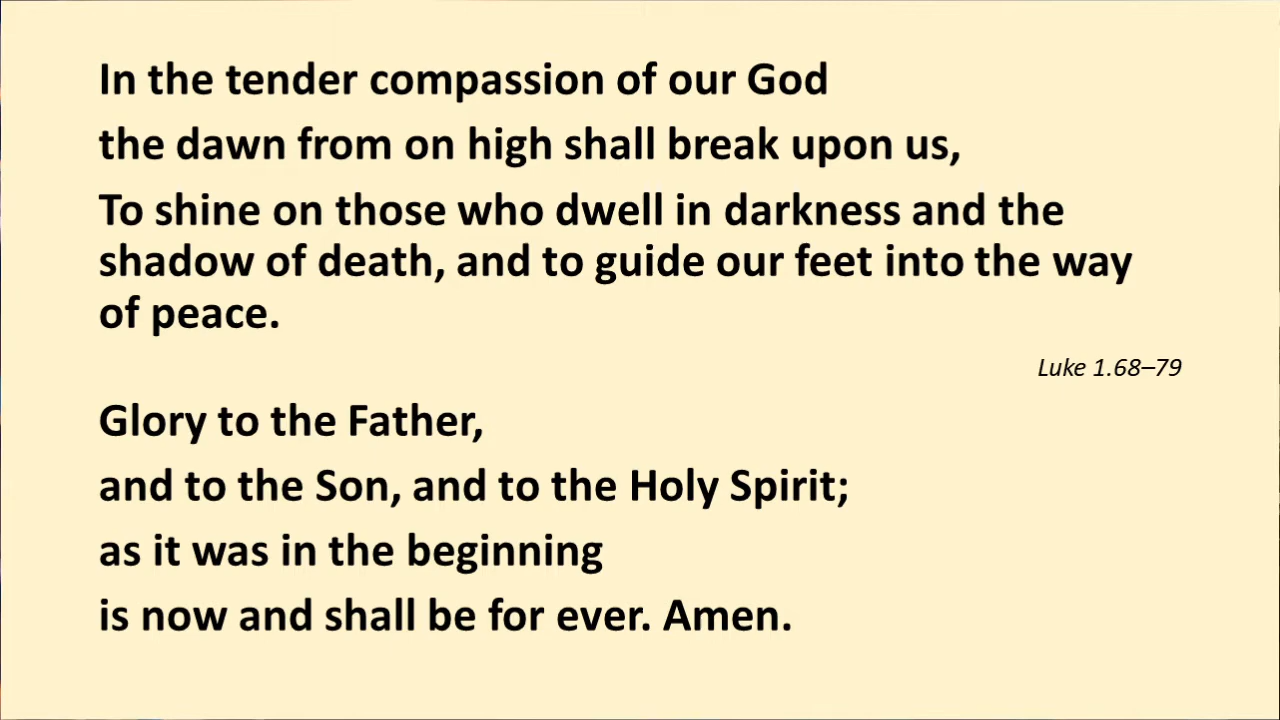 In the tender compassion of our God
the dawn from on high shall break upon us,
To shine on those who dwell in darkness and the
shadow of death, and to guide our feet into the way
of peace.
Luke 1.68–79
Glory to the Father,
and to the Son, and to the Holy Spirit;
as it was in the beginning
is now and shall be for ever. Amen.